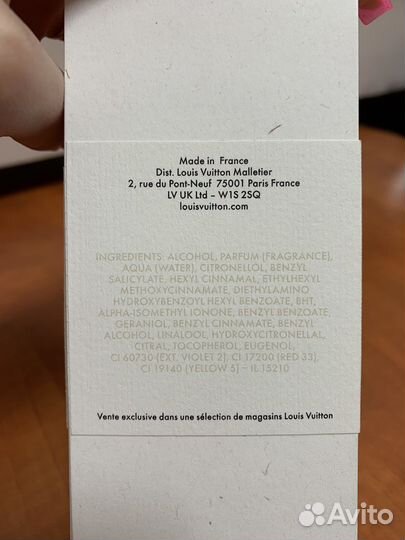 Made in France
Dist. Louis Vuitton Malletier
2, rue du Pont-Neuf 75001 Paris France
LV UK Ltd – W1S 2SQ
louisvuitton.com
INGREDIENTS: ALCOHOL, PARFUM (FRAGRANCE),
AQUA (WATER), CITRONELLOL, BENZYL
SALICYLATE, HEXYL CINNAMAL, ETHYLHEXYL
METHOXYCINNAMATE, DIETHYLAMINO
HYDROXYBENZOYL HEXYL BENZOATE, BHT,
ALPHA-ISOMETHYL IONONE, BENZYL BENZOATE,
GERANIOL, BENZYL CINNAMATE, BENZYL
ALCOHOL, LINALOOL, HYDROXYCITRONELLAL,
CITRAL, TOCOPHEROL, EUGENOL,
CI 60730 (EXT. VIOLET 2), CI 17200 (RED 33),
CI 19140 (YELLOW 5) – IL 15210
Vente exclusive dans une sélection de magasins Louis Vuitton
Avito